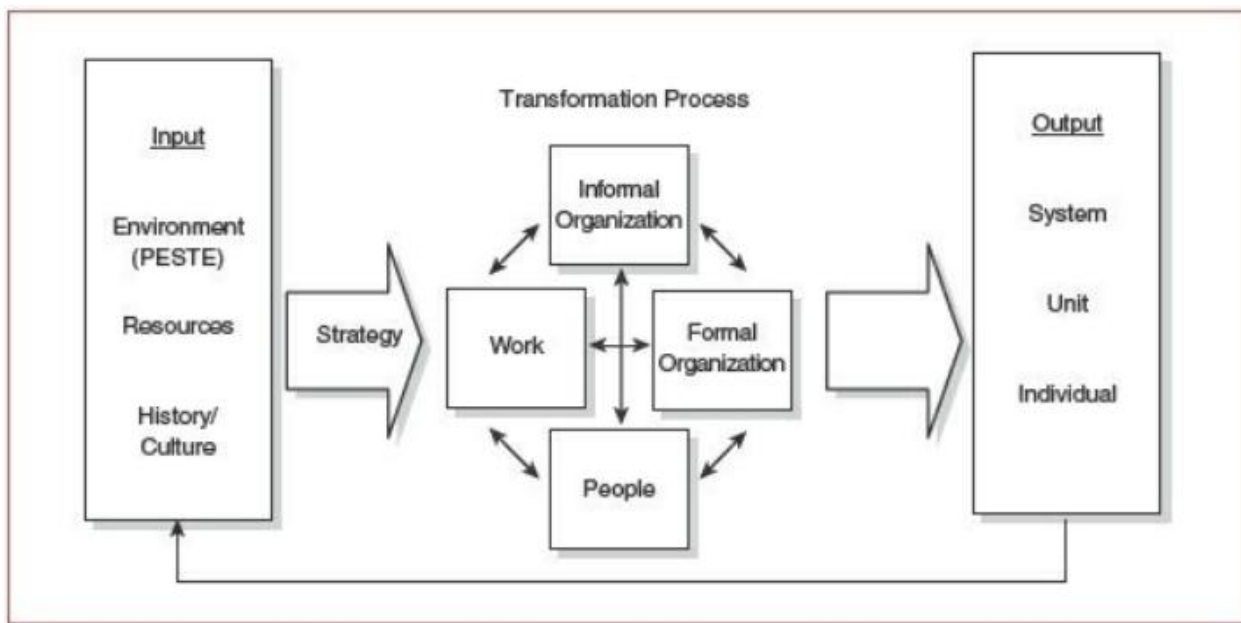 Input
Environment
(PESTE)
Resources
History/
Culture
Strategy
Transformation Process
Informal
Organization
Work
Formal
Organization
People
Output
System
Unit
Individual